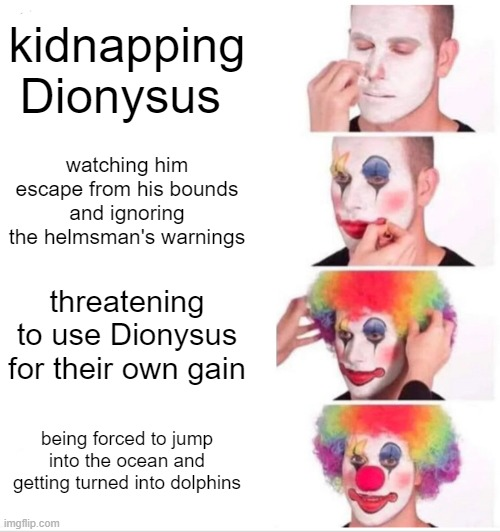 kidnapping
Dionysus
watching him
escape from his bounds
and ignoring
the helmsman's warnings
threatening
to use Dionysus
for their own gain
being forced to jump
into the ocean and
getting turned into dolphins
imgflip.com